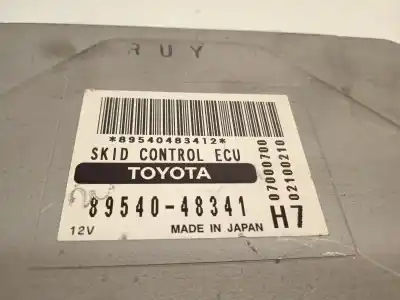 RUY
*89540483412*
SKID CONTROL ECU
TOYOTA
89540-48341
12V MADE IN JAPAN H7
07000700
02100210